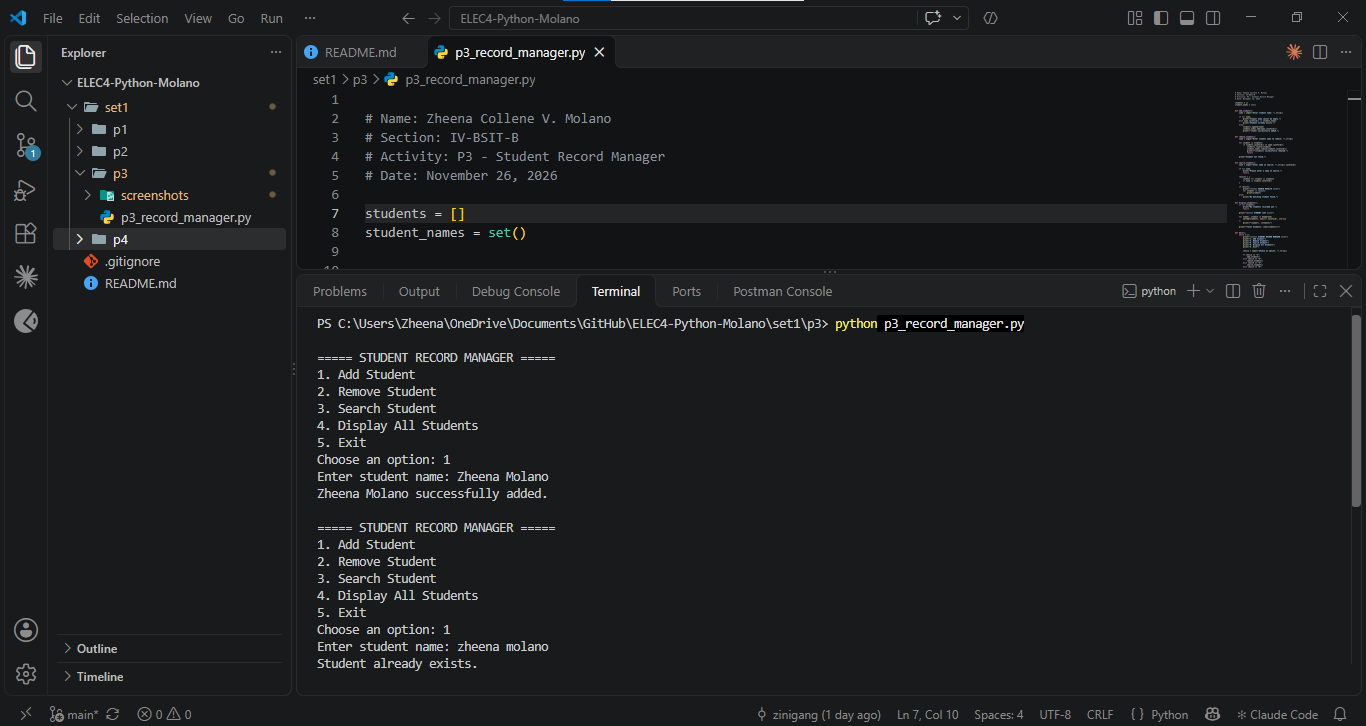 File Edit Selection View Go Run ··· ELEC4-Python-Molano
Explorer ···
ELEC4-Python-Molano
set1
p1
p2
p3
screenshots
p3_record_manager.py
p4
.gitignore
README.md
Outline
Timeline
1
README.md p3_record_manager.py
set1 > p3 > p3_record_manager.py
1
2 # Name: Zheena Collene V. Molano
3 # Section: IV-BSIT-B
4 # Activity: P3 - Student Record Manager
5 # Date: November 26, 2026
6
7 students = []
8 student_names = set()
9
Problems Output Debug Console Terminal Ports Postman Console python
PS C:\Users\Zheena\OneDrive\Documents\GitHub\ELEC4-Python-Molano\set1\p3> python p3_record_manager.py
===== STUDENT RECORD MANAGER =====
1. Add Student
2. Remove Student
3. Search Student
4. Display All Students
5. Exit
Choose an option: 1
Enter student name: Zheena Molano
Zheena Molano successfully added.
===== STUDENT RECORD MANAGER =====
1. Add Student
2. Remove Student
3. Search Student
4. Display All Students
5. Exit
Choose an option: 1
Enter student name: zheena molano
Student already exists.
main* 0 0 zinigang (1 day ago) Ln 7, Col 10 Spaces: 4 UTF-8 CRLF {} Python Claude Code